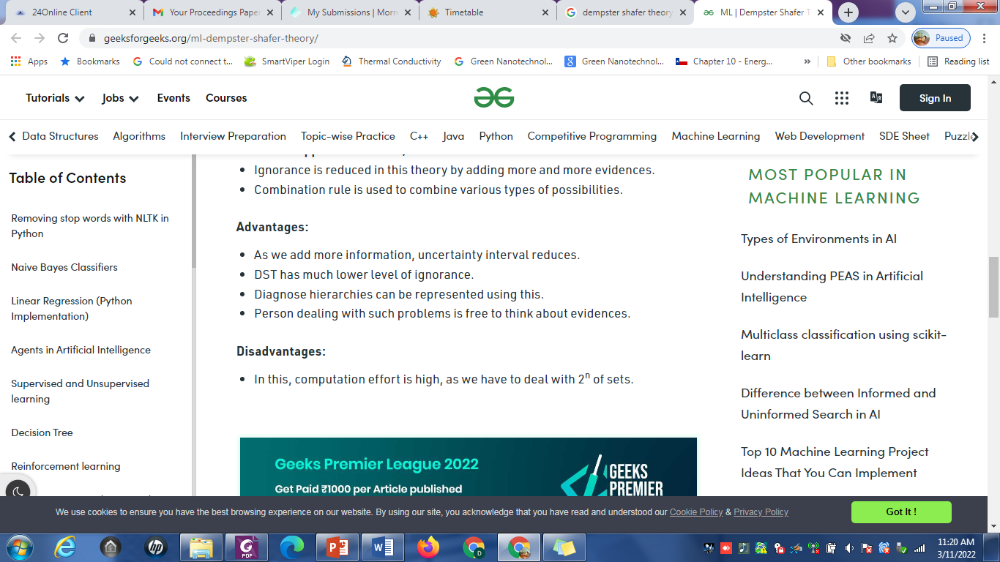 24Online Client
Your Proceedings Paper
My Submissions | Morr
Timetable
dempster shafer theory
ML | Dempster Shafer T
geeksforgeeks.org/ml-dempster-shafer-theory/
Paused
Apps
Bookmarks
Could not connect t...
SmartViper Login
Thermal Conductivity
Green Nanotechnol...
Green Nanotechnol...
Chapter 10 - Energ...
»
Other bookmarks
Reading list
Tutorials
Jobs
Events
Courses
Sign In
Data Structures
Algorithms
Interview Preparation
Topic-wise Practice
C++
Java
Python
Competitive Programming
Machine Learning
Web Development
SDE Sheet
Puzzle
Table of Contents
Removing stop words with NLTK in
Python
Naive Bayes Classifiers
Linear Regression (Python
Implementation)
Agents in Artificial Intelligence
Supervised and Unsupervised
learning
Decision Tree
Reinforcement learning
• Ignorance is reduced in this theory by adding more and more evidences.
• Combination rule is used to combine various types of possibilities.
Advantages:
• As we add more information, uncertainty interval reduces.
• DST has much lower level of ignorance.
• Diagnose hierarchies can be represented using this.
• Person dealing with such problems is free to think about evidences.
Disadvantages:
• In this, computation effort is high, as we have to deal with 2ⁿ of sets.
Geeks Premier League 2022
Get Paid ₹1000 per Article published
GEEKS
PREMIER
MOST POPULAR IN
MACHINE LEARNING
Types of Environments in AI
Understanding PEAS in Artificial
Intelligence
Multiclass classification using scikit-
learn
Difference between Informed and
Uninformed Search in AI
Top 10 Machine Learning Project
Ideas That You Can Implement
We use cookies to ensure you have the best browsing experience on our website. By using our site, you acknowledge that you have read and understood our Cookie Policy & Privacy Policy
Got It !
11:20 AM
3/11/2022